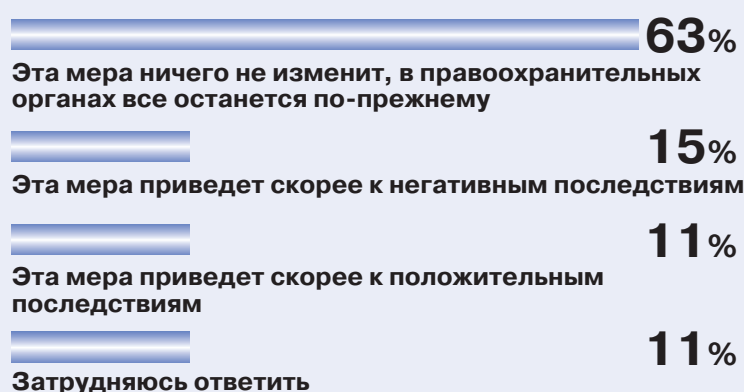 63%
Эта мера ничего не изменит, в правоохранительных
органах все останется по-прежнему
15%
Эта мера приведет скорее к негативным последствиям
11%
Эта мера приведет скорее к положительным
последствиям
11%
Затрудняюсь ответить